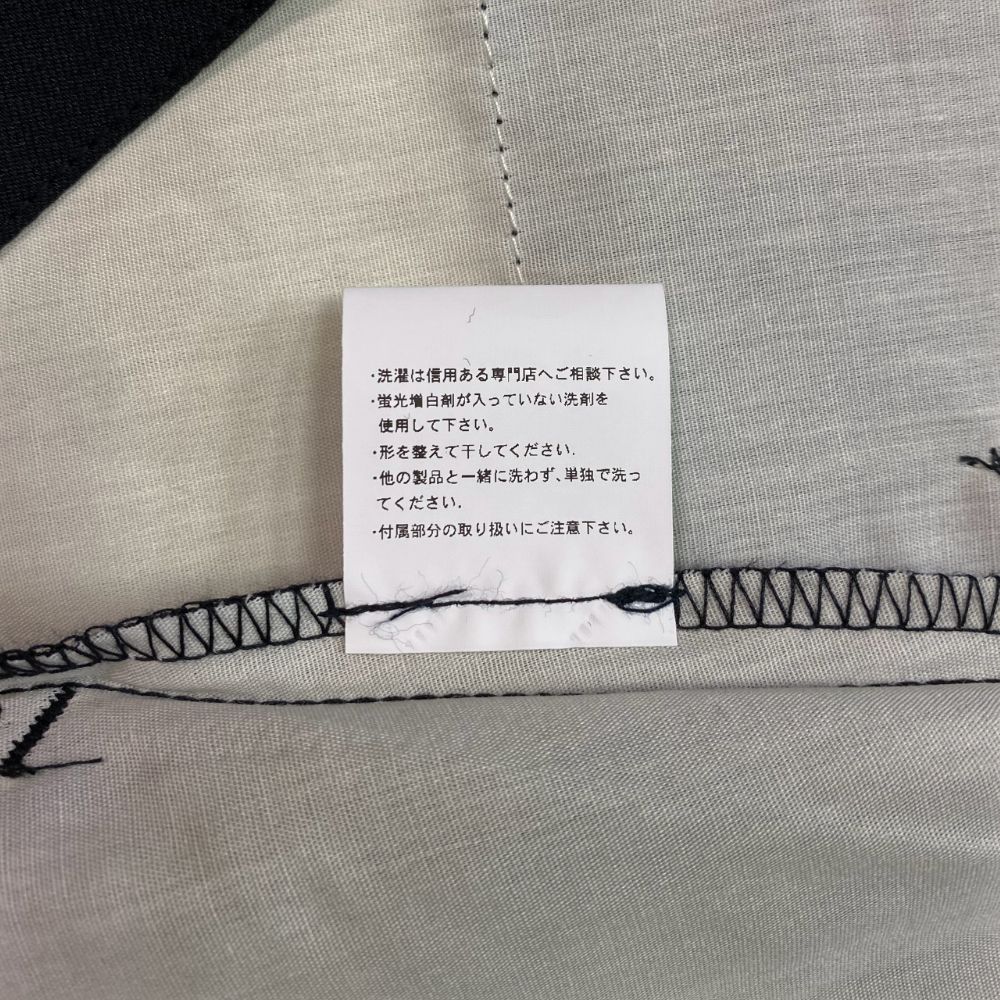 ・洗濯は信用ある専門店へご相談下さい。
・蛍光増白剤が入っていない洗剤を
使用して下さい。
・形を整えて干してください.
・他の製品と一緒に洗わず、単独で洗っ
てください.
・付属部分の取り扱いにご注意下さい。